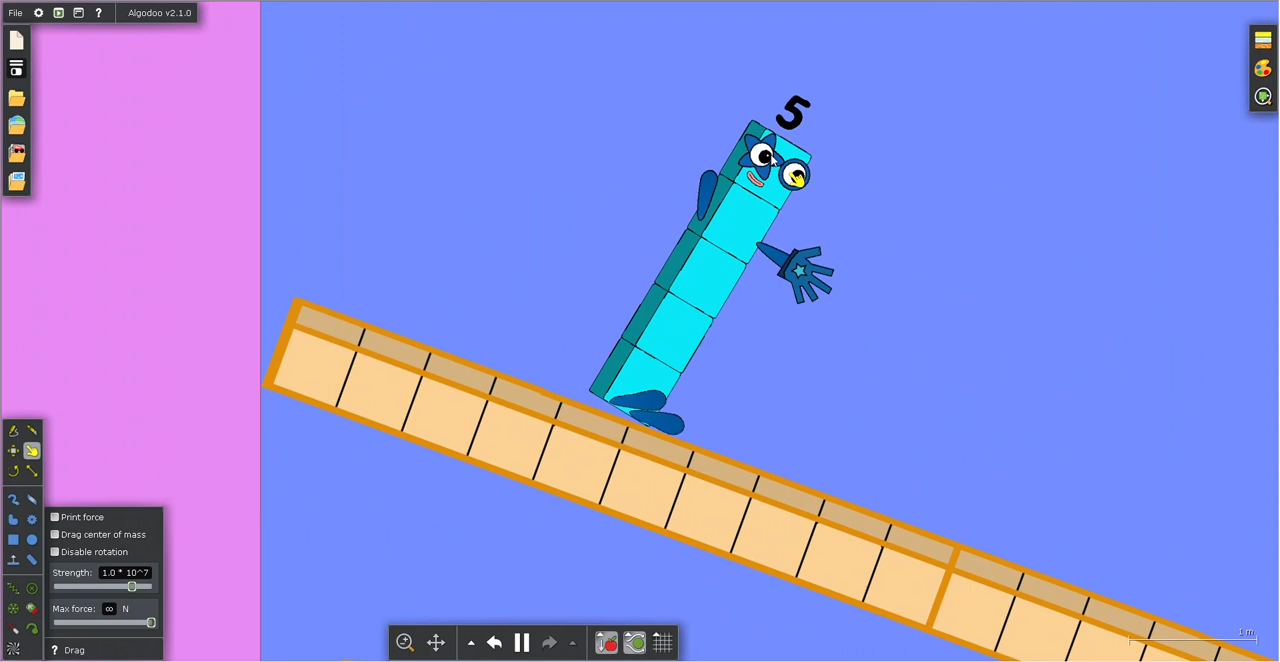 File ? Algodoo v2.1.0
5
Print force
Drag center of mass
Disable rotation
Strength: 1.0 * 10^7
Max force: ∞ N
? Drag
1 m